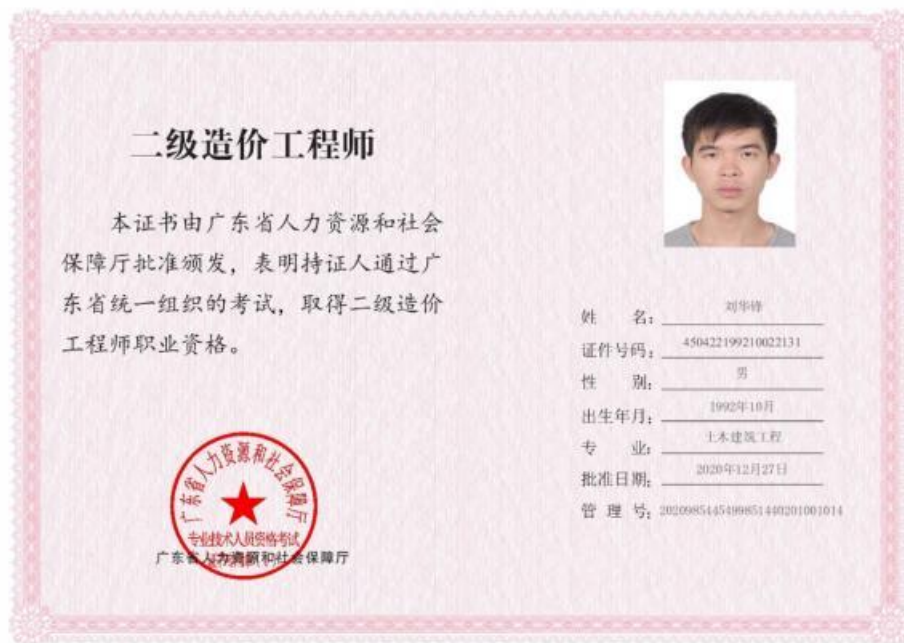 二级造价工程师
本证书由广东省人力资源和社会
保障厅批准颁发，表明持证人通过广
东省统一组织的考试，取得二级造价
工程师职业资格。
广东省人力资源和社会保障厅
专业技术人员资格考试
广东省人力资源和社会保障厅
姓 名：刘华锋
证件号码：450422199210022131
性 别：男
出生年月：1992年10月
专 业：土木建筑工程
批准日期：2020年12月27日
管 理 号：